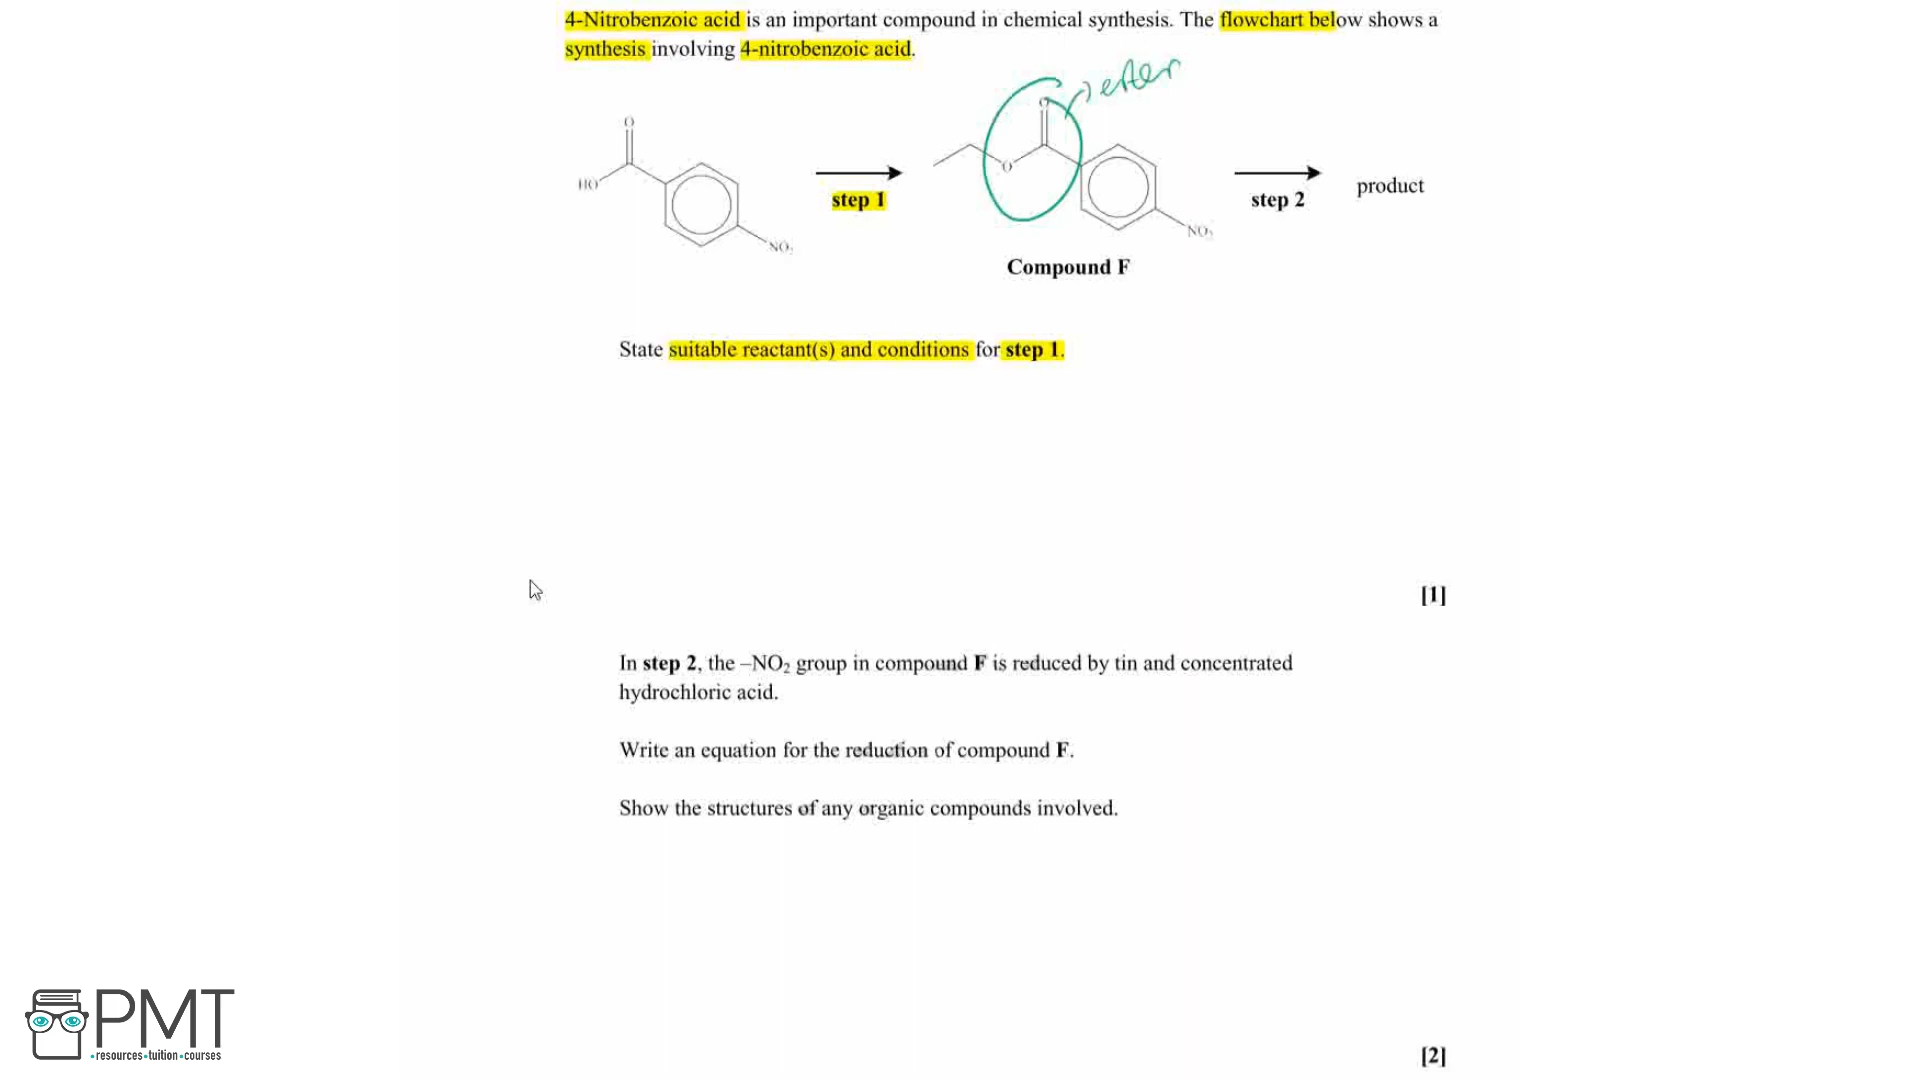 4-Nitrobenzoic acid is an important compound in chemical synthesis. The flowchart below shows a
synthesis involving 4-nitrobenzoic acid.
ester
O
HO
NO2
step 1
O
O
NO2
step 2
product
Compound F
State suitable reactant(s) and conditions for step 1.
[1]
In step 2, the –NO2 group in compound F is reduced by tin and concentrated
hydrochloric acid.
Write an equation for the reduction of compound F.
Show the structures of any organic compounds involved.
[2]
PMT
•resources•tuition•courses